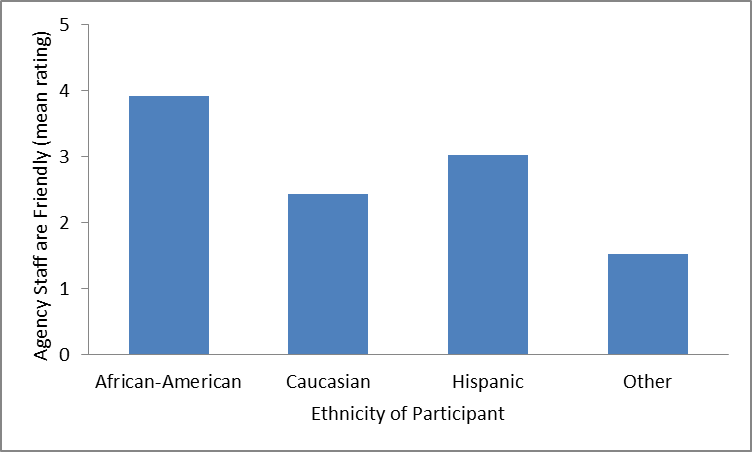 Agency Staff are Friendly (mean rating)
5
4
3
2
1
0
African-American Caucasian Hispanic Other
Ethnicity of Participant